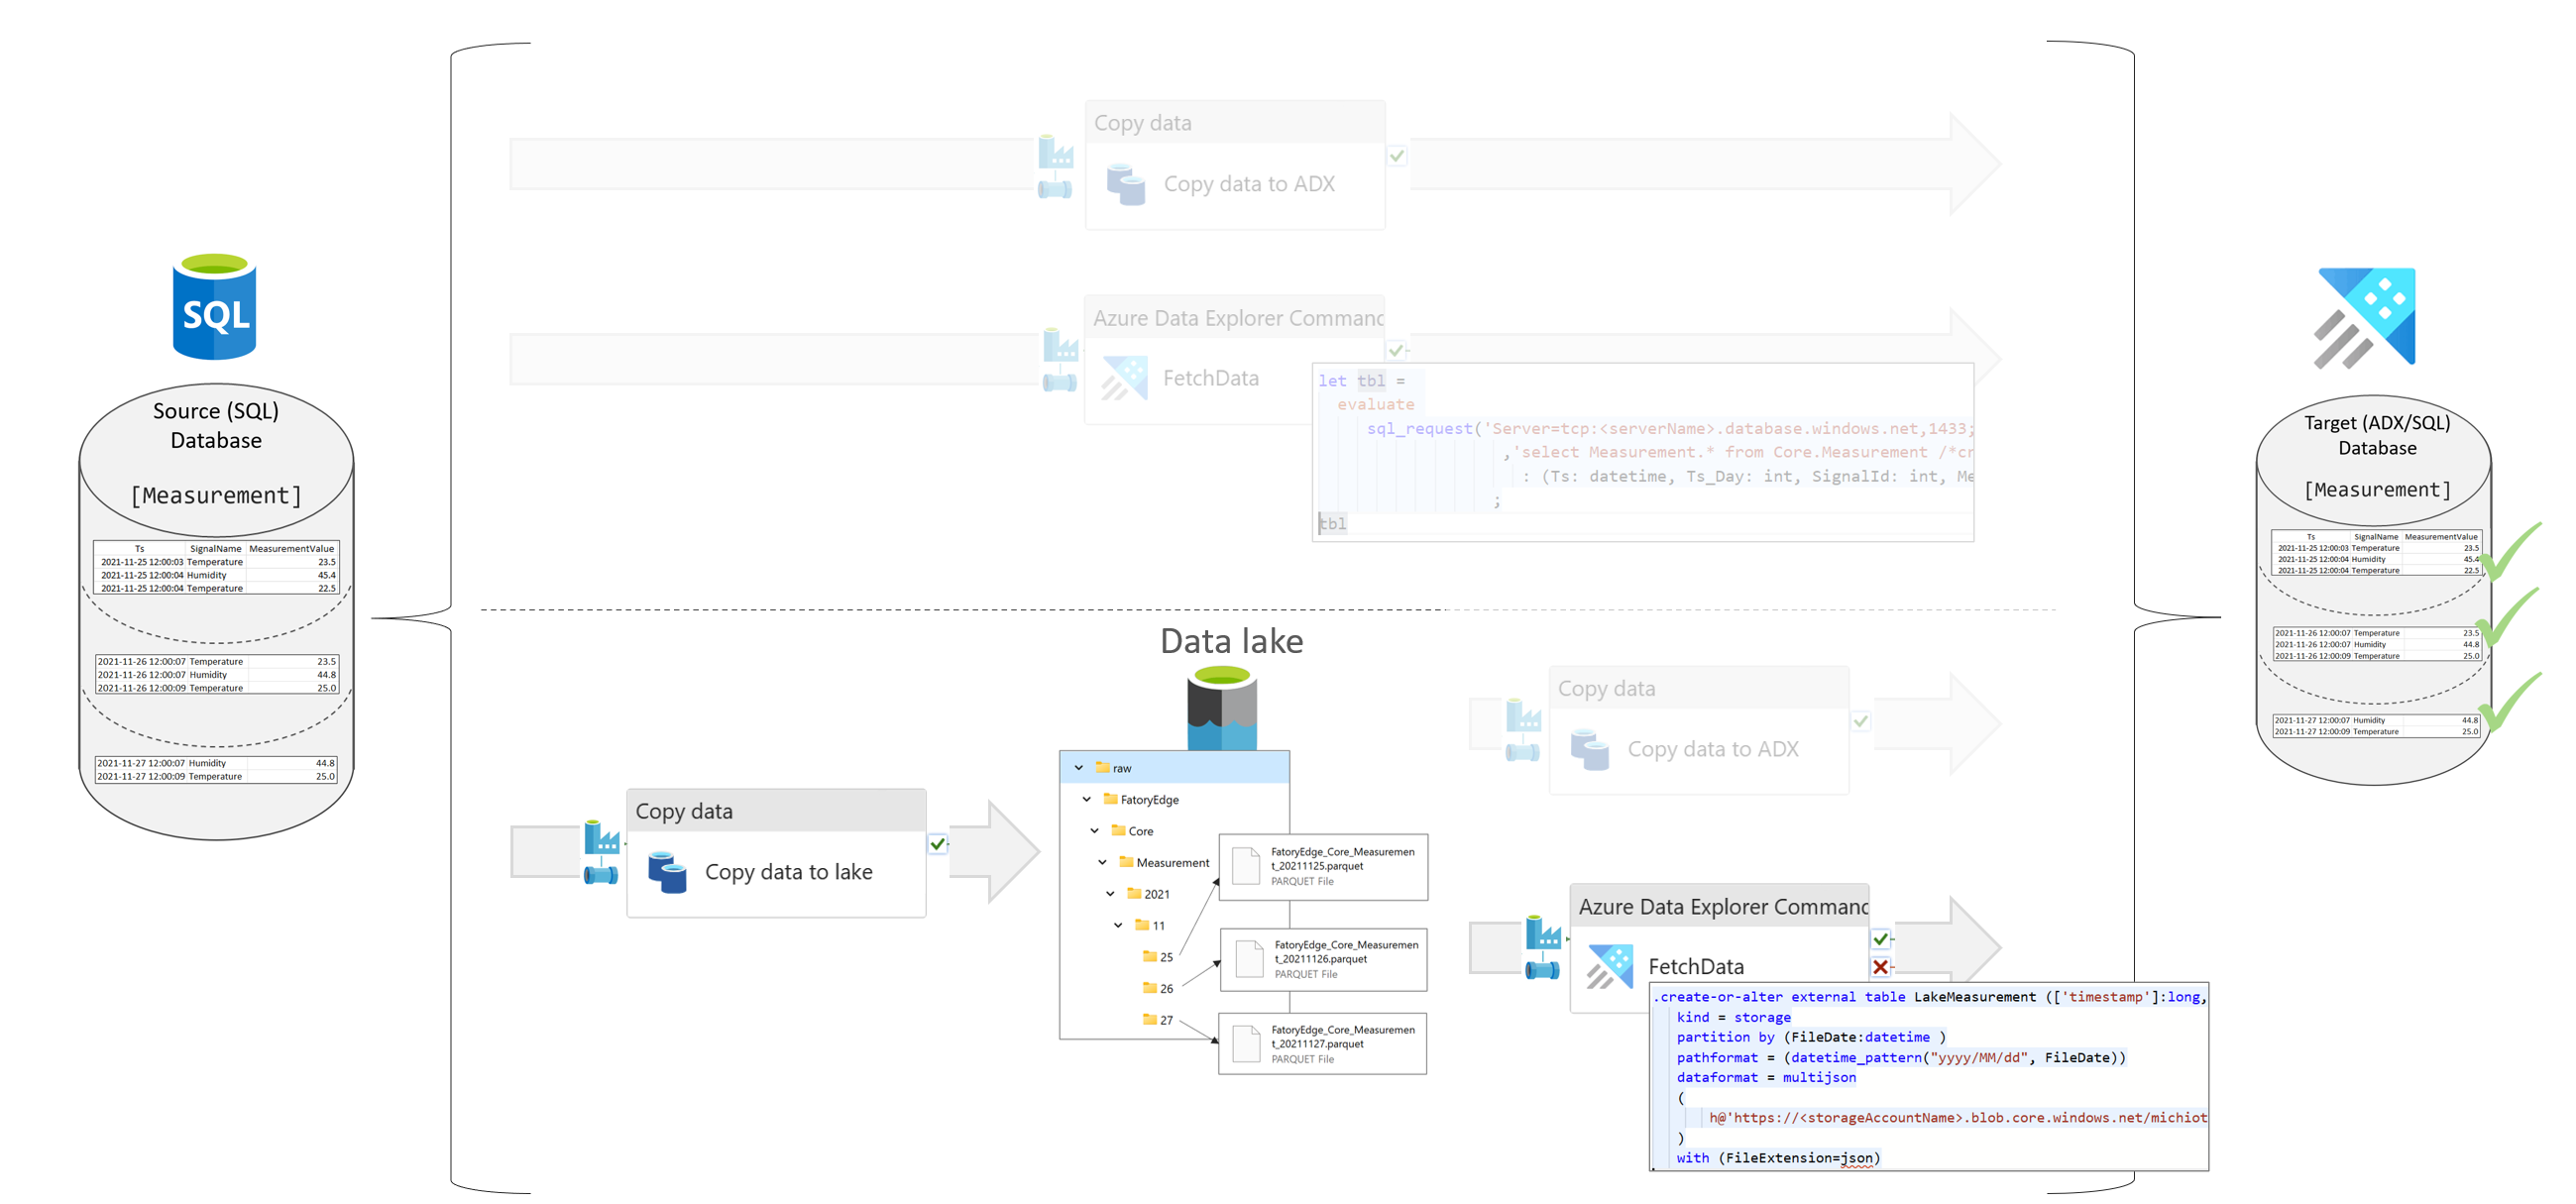 SQL
Source (SQL)
Database
[Measurement]
Ts SignalName MeasurementValue
2021-11-25 12:00:03 Temperature 23.5
2021-11-25 12:00:04 Humidity 45.4
2021-11-25 12:00:04 Temperature 22.5
2021-11-26 12:00:07 Temperature 23.5
2021-11-26 12:00:07 Humidity 44.8
2021-11-26 12:00:09 Temperature 25.0
2021-11-27 12:00:07 Humidity 44.8
2021-11-27 12:00:09 Temperature 25.0
Copy data
Copy data to ADX
Azure Data Explorer Command
FetchData
let tbl =
evaluate
sql_request('Server=tcp:<serverName>.database.windows.net,1433;
,'select Measurement.* from Core.Measurement /*cr
: (Ts: datetime, Ts_Day: int, SignalId: int, Me
;
tbl
Data lake
Copy data
Copy data to lake
raw
FatoryEdge
Core
Measurement
2021
11
25
26
27
FatoryEdge_Core_Measuremen
t_20211125.parquet
PARQUET File
FatoryEdge_Core_Measuremen
t_20211126.parquet
PARQUET File
FatoryEdge_Core_Measuremen
t_20211127.parquet
PARQUET File
Copy data
Copy data to ADX
Azure Data Explorer Command
FetchData
.create-or-alter external table LakeMeasurement (['timestamp']:long,
kind = storage
partition by (FileDate:datetime )
pathformat = (datetime_pattern("yyyy/MM/dd", FileDate))
dataformat = multijson
(
h@'https://<storageAccountName>.blob.core.windows.net/michiot
)
with (FileExtension=json)
Target (ADX/SQL)
Database
[Measurement]
Ts SignalName MeasurementValue
2021-11-25 12:00:03 Temperature 23.5
2021-11-25 12:00:04 Humidity 45.4
2021-11-25 12:00:04 Temperature 22.5
2021-11-26 12:00:07 Temperature 23.5
2021-11-26 12:00:07 Humidity 44.8
2021-11-26 12:00:09 Temperature 25.0
2021-11-27 12:00:07 Humidity 44.8
2021-11-27 12:00:09 Temperature 25.0